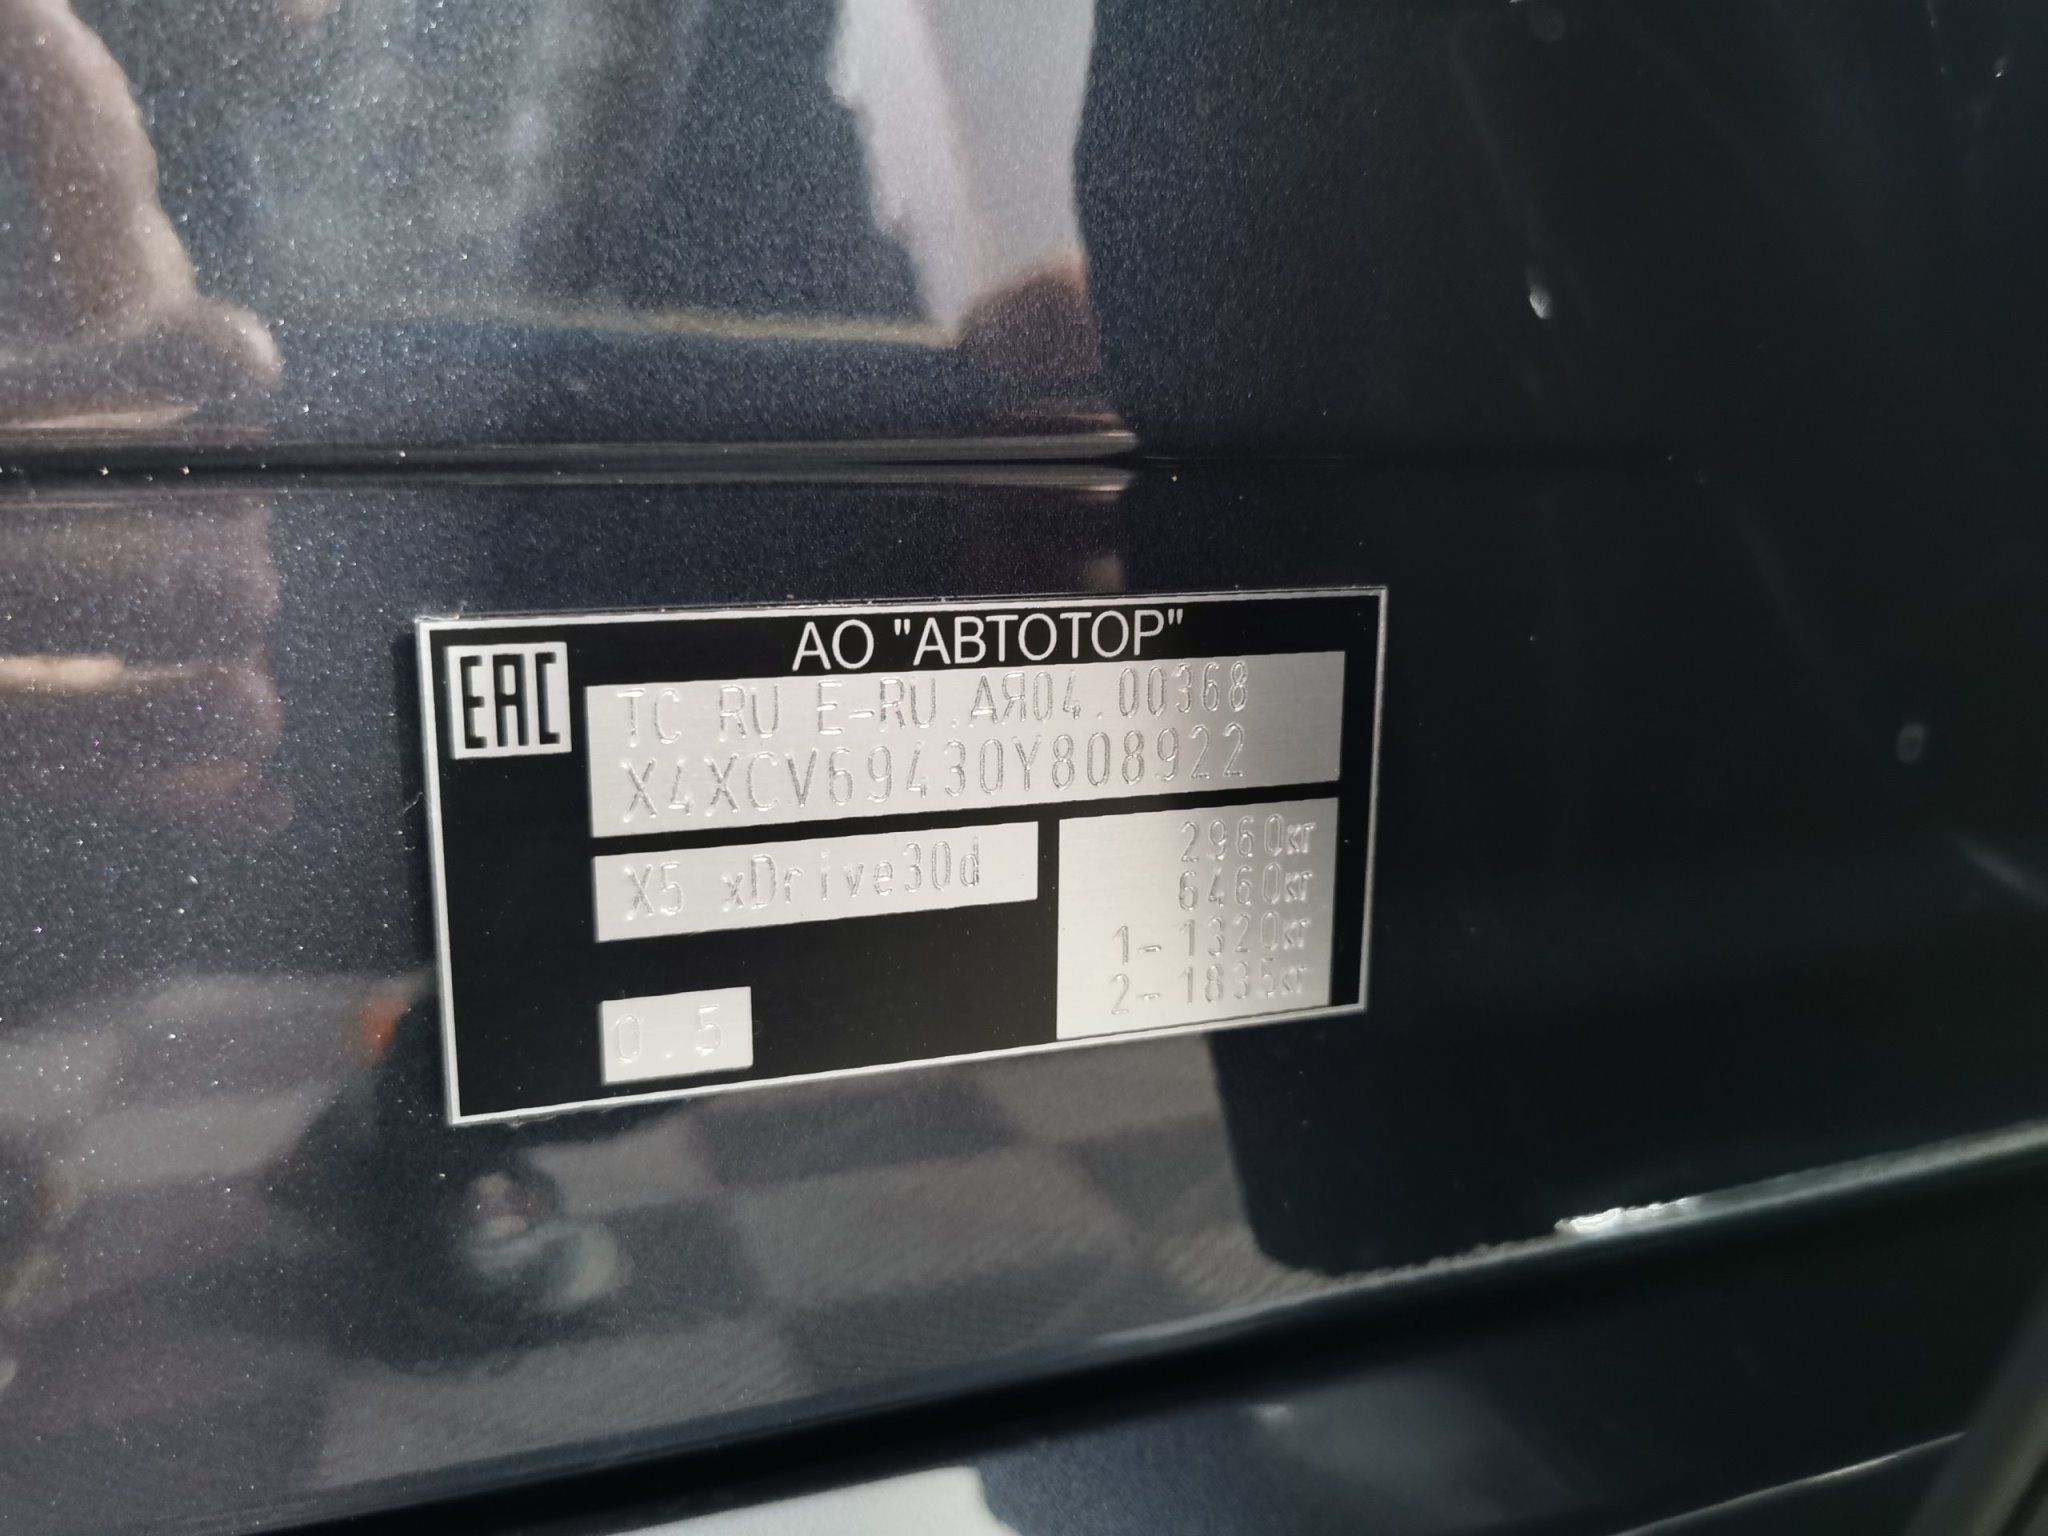 АО "АВТОТОР"
EAC
TC RU E-RU.АЯ04.00368
X4XCV69430Y808922
X5 xDrive30d
2960кг
6460кг
1- 1320кг
2- 1835кг
0.5